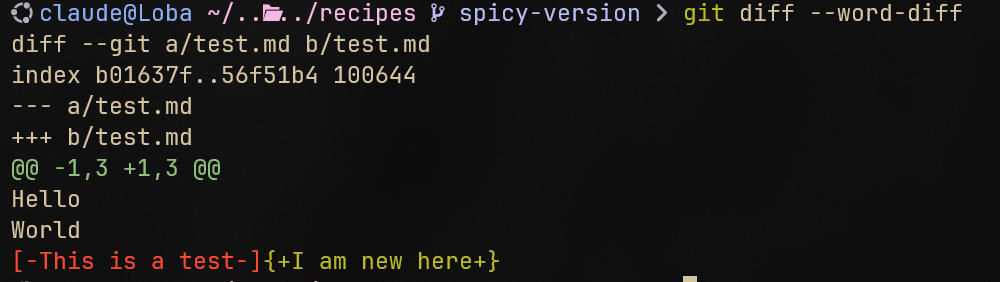 claude@Loba ~/..../recipes spicy-version > git diff --word-diff
diff --git a/test.md b/test.md
index b01637f..56f51b4 100644
--- a/test.md
+++ b/test.md
@@ -1,3 +1,3 @@
Hello
World
[-This is a test-]{+I am new here+}